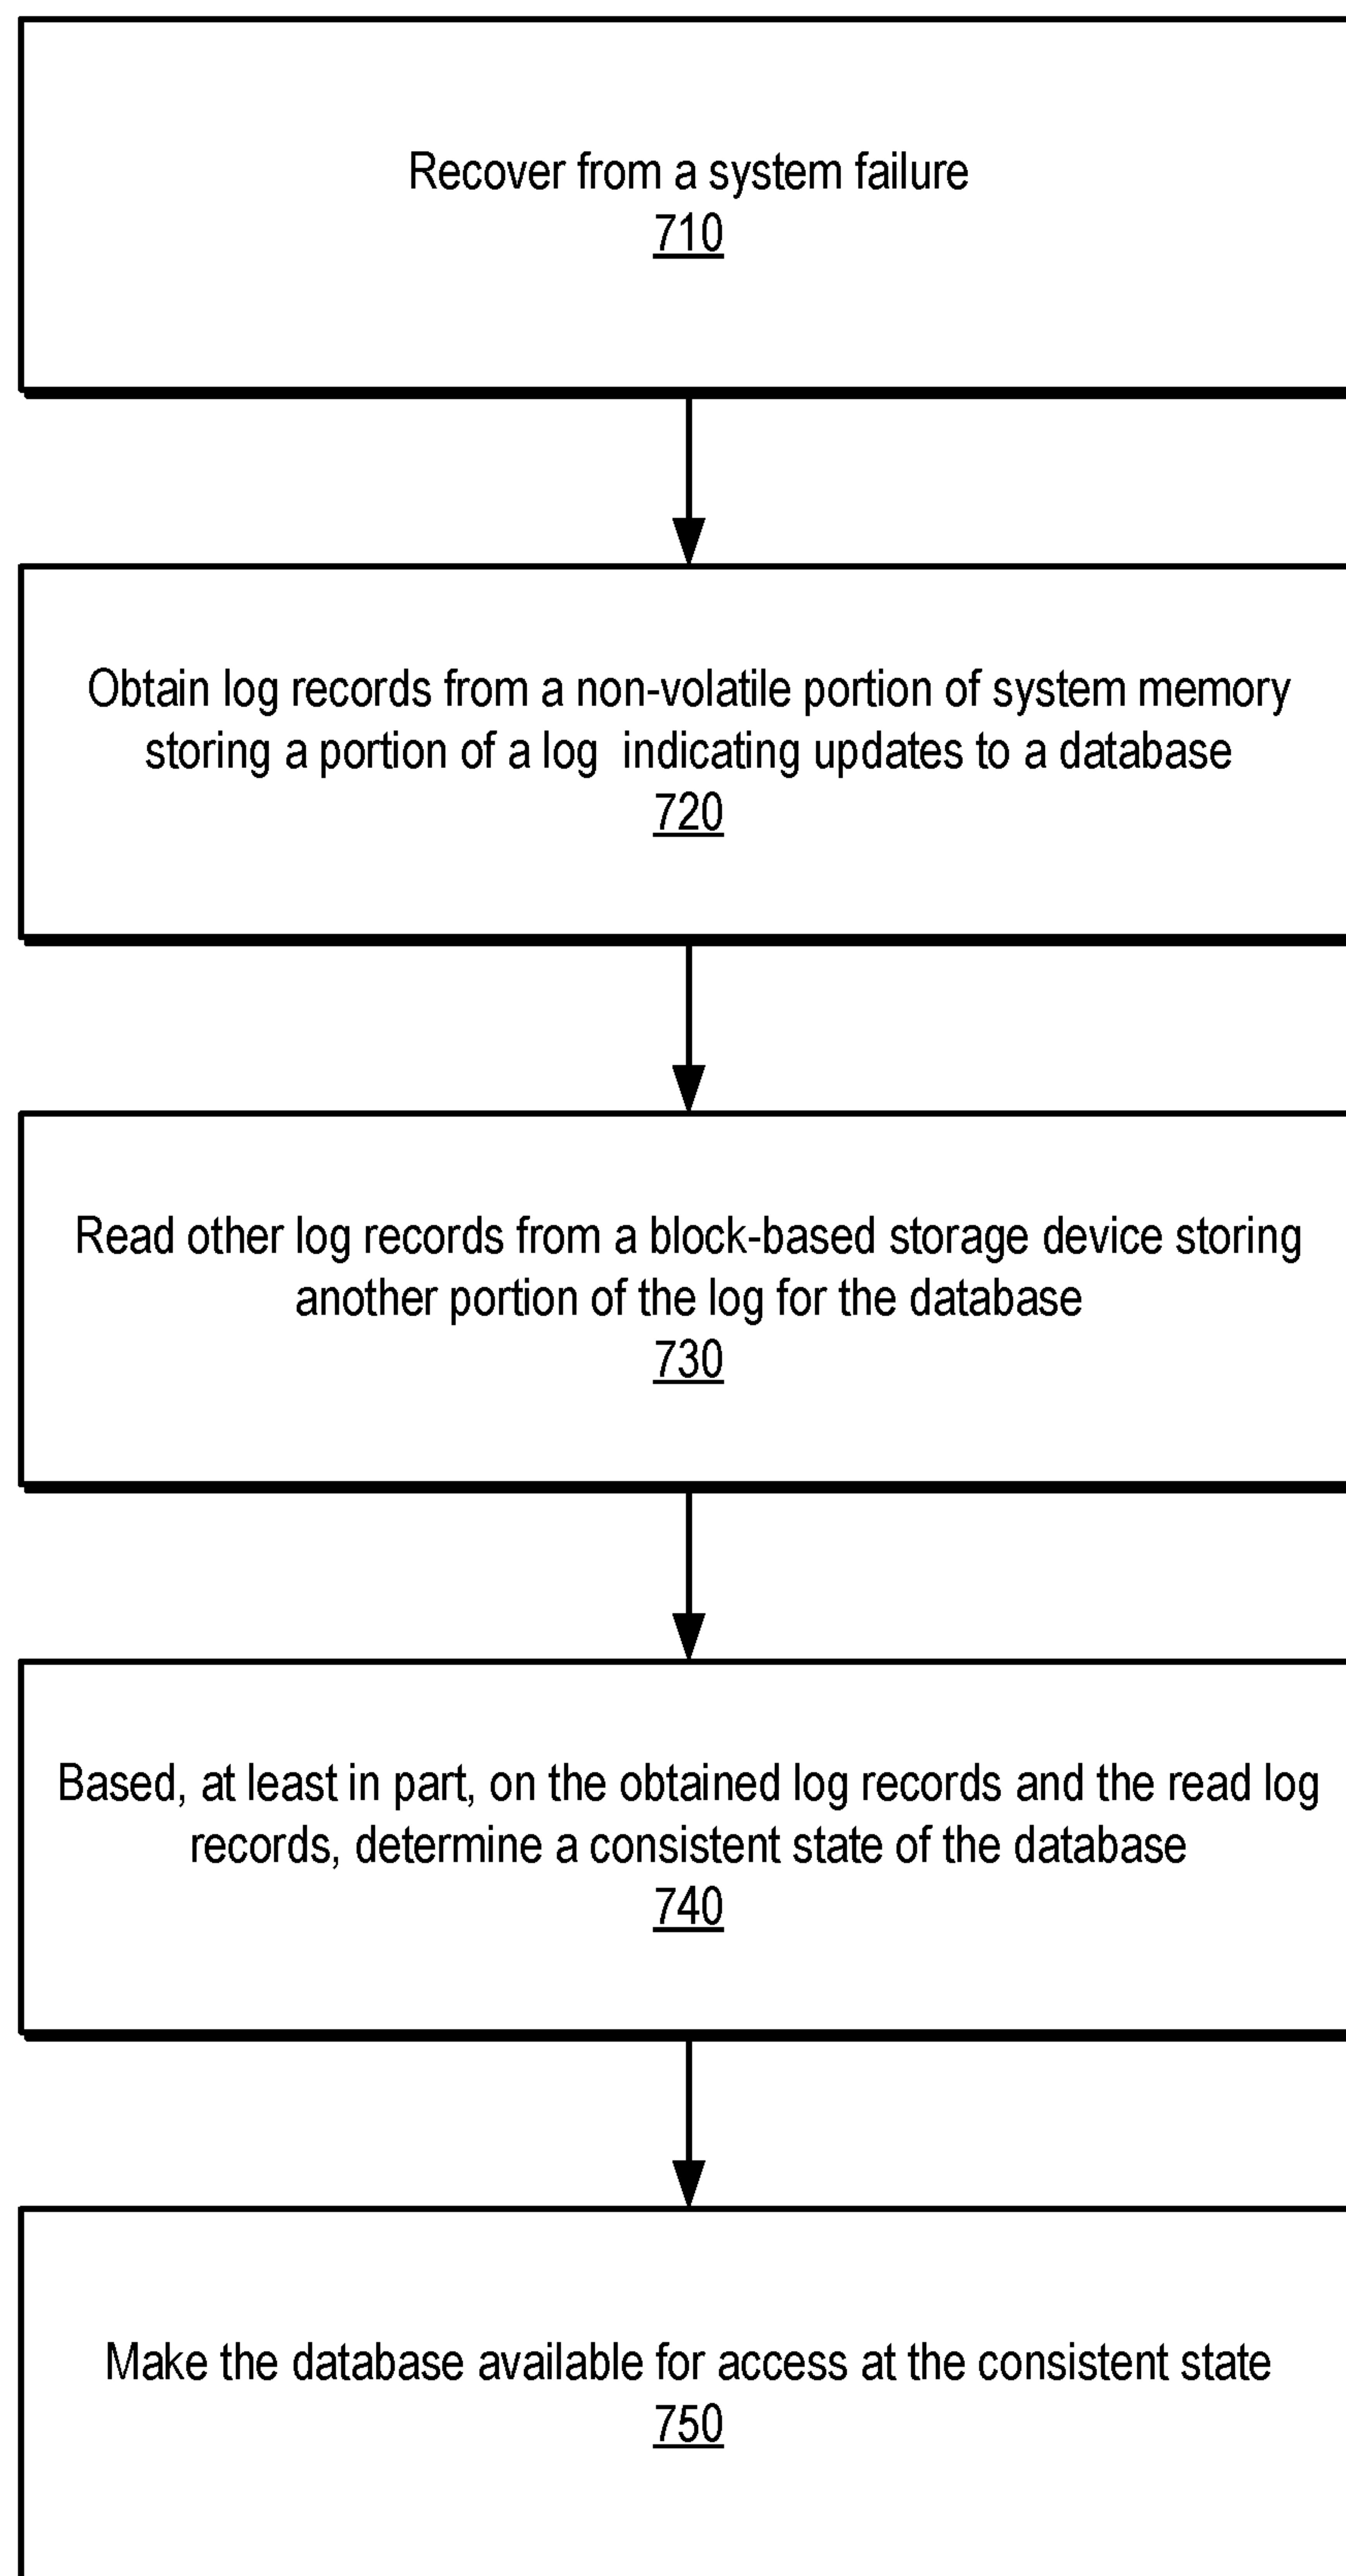 Recover from a system failure
710
Obtain log records from a non-volatile portion of system memory
storing a portion of a log  indicating updates to a database
720
Read other log records from a block-based storage device storing
another portion of the log for the database
730
Based, at least in part, on the obtained log records and the read log
records, determine a consistent state of the database
740
Make the database available for access at the consistent state
750